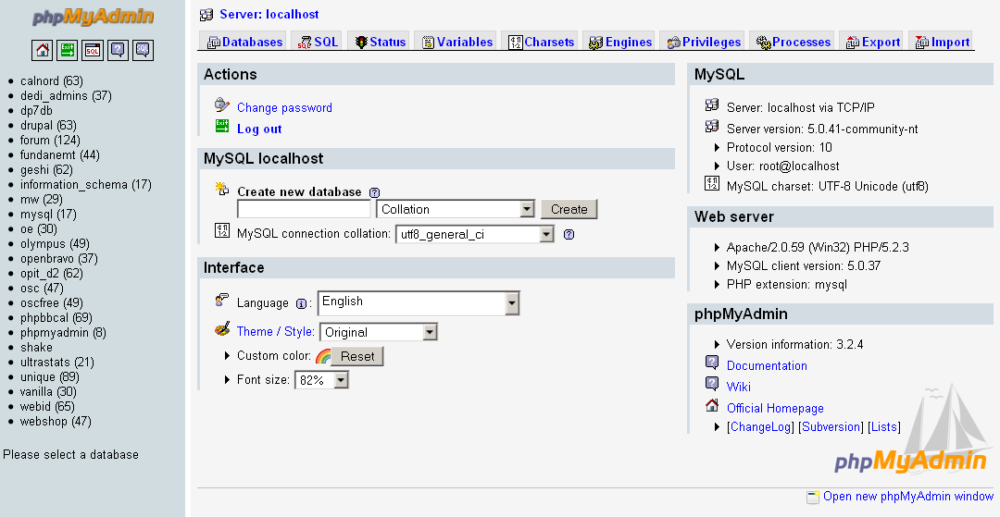 phpMyAdmin
SQL
SQL
calnord (63)
dedi_admins (37)
dp7db
drupal (63)
forum (124)
fundanemt (44)
geshi (62)
information_schema (17)
mw (29)
mysql (17)
oe (30)
olympus (49)
openbravo (37)
opit_d2 (62)
osc (47)
oscfree (49)
phpbbcal (69)
phpmyadmin (8)
shake
ultrastats (21)
unique (89)
vanilla (30)
webid (65)
webshop (47)
Please select a database
Server: localhost
Databases SQL Status Variables Charsets Engines Privileges Processes Export Import
Actions
Change password
Exit Log out
MySQL localhost
Create new database
Collation Create
MySQL connection collation: utf8_general_ci
Interface
Language : English
Theme / Style: Original
Custom color: Reset
Font size: 82%
MySQL
Server: localhost via TCP/IP
Server version: 5.0.41-community-nt
Protocol version: 10
User: root@localhost
MySQL charset: UTF-8 Unicode (utf8)
Web server
Apache/2.0.59 (Win32) PHP/5.2.3
MySQL client version: 5.0.37
PHP extension: mysql
phpMyAdmin
Version information: 3.2.4
Documentation
Wiki
Official Homepage
[ChangeLog] [Subversion] [Lists]
phpMyAdmin
Open new phpMyAdmin window